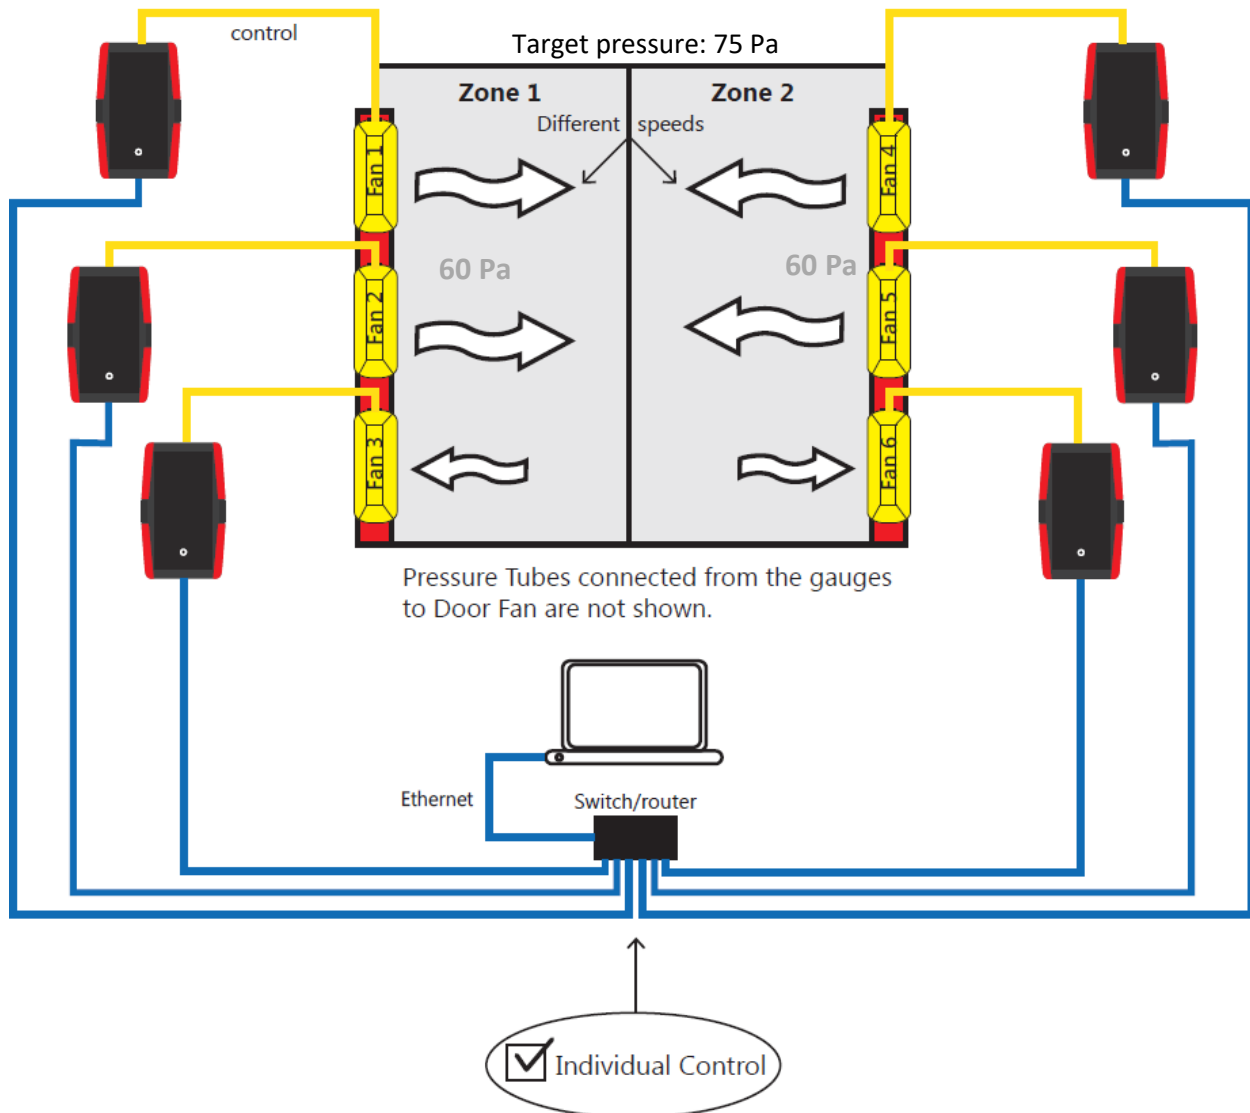 control
Target pressure: 75 Pa
Zone 1
Zone 2
Different speeds
Fan 1
Fan 4
60 Pa
60 Pa
Fan 2
Fan 5
Fan 3
Fan 6
Pressure Tubes connected from the gauges
to Door Fan are not shown.
Ethernet
Switch/router
Individual Control